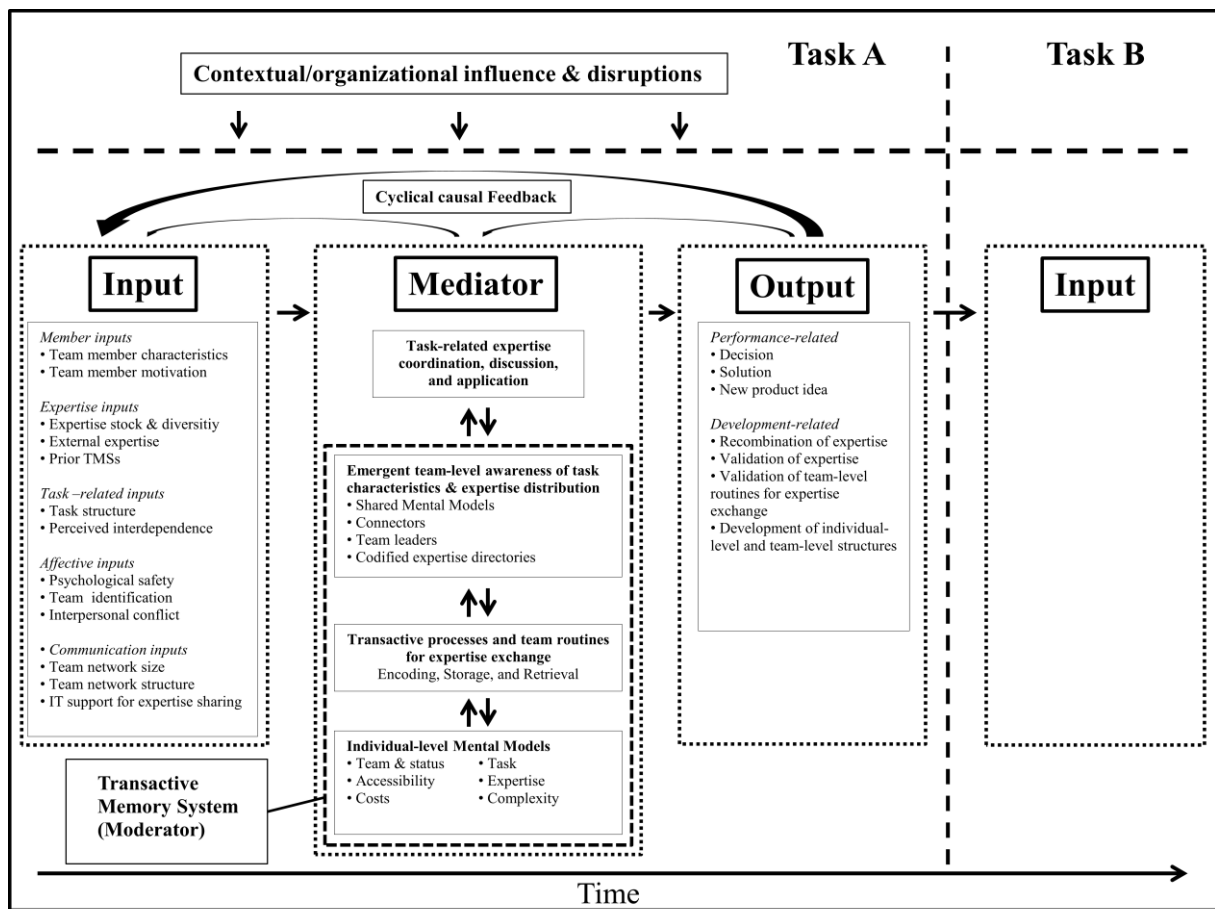 Task A
Task B
Contextual/organizational influence & disruptions
Cyclical causal Feedback
Input
Member inputs
• Team member characteristics
• Team member motivation
Expertise inputs
• Expertise stock & diversitiy
• External expertise
• Prior TMSs
Task –related inputs
• Task structure
• Perceived interdependence
Affective inputs
• Psychological safety
• Team identification
• Interpersonal conflict
• Communication inputs
• Team network size
• Team network structure
• IT support for expertise sharing
Transactive
Memory System
(Moderator)
Mediator
Task-related expertise
coordination, discussion,
and application
Emergent team-level awareness of task
characteristics & expertise distribution
• Shared Mental Models
• Connectors
• Team leaders
• Codified expertise directories
Transactive processes and team routines
for expertise exchange
Encoding, Storage, and Retrieval
Individual-level Mental Models
• Team & status • Task
• Accessibility • Expertise
• Costs • Complexity
Output
Performance-related
• Decision
• Solution
• New product idea
Development-related
• Recombination of expertise
• Validation of expertise
• Validation of team-level
routines for expertise
exchange
• Development of individual-
level and team-level structures
Input
Time